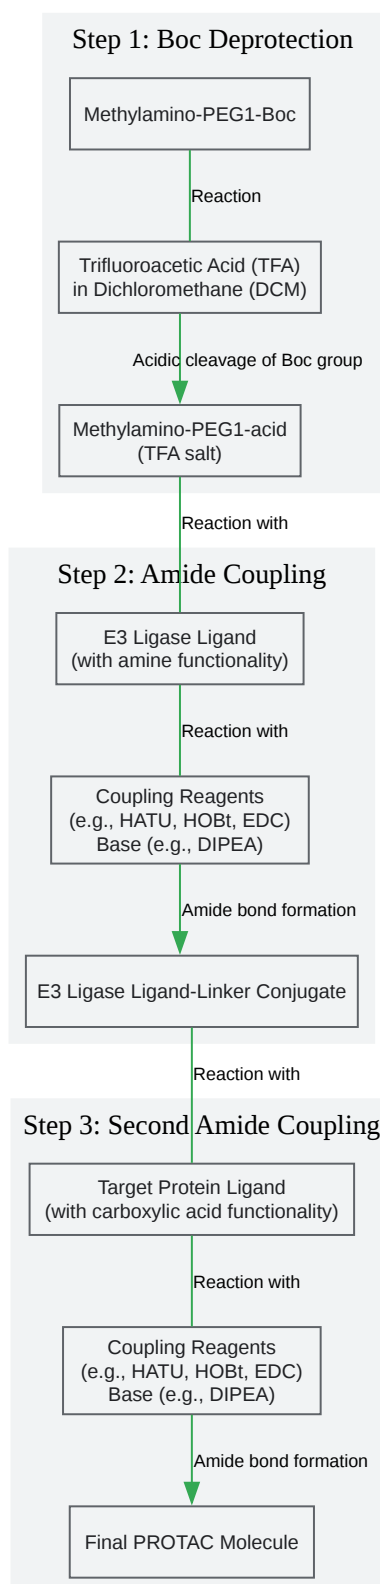 Step 1: Boc Deprotection
Methylamino-PEG1-Boc
Reaction
Trifluoroacetic Acid (TFA)
in Dichloromethane (DCM)
Acidic cleavage of Boc group
Methylamino-PEG1-acid
(TFA salt)
Reaction with
Step 2: Amide Coupling
E3 Ligase Ligand
(with amine functionality)
Reaction with
Coupling Reagents
(e.g., HATU, HOBt, EDC)
Base (e.g., DIPEA)
Amide bond formation
E3 Ligase Ligand-Linker Conjugate
Reaction with
Step 3: Second Amide Coupling
Target Protein Ligand
(with carboxylic acid functionality)
Reaction with
Coupling Reagents
(e.g., HATU, HOBt, EDC)
Base (e.g., DIPEA)
Amide bond formation
Final PROTAC Molecule